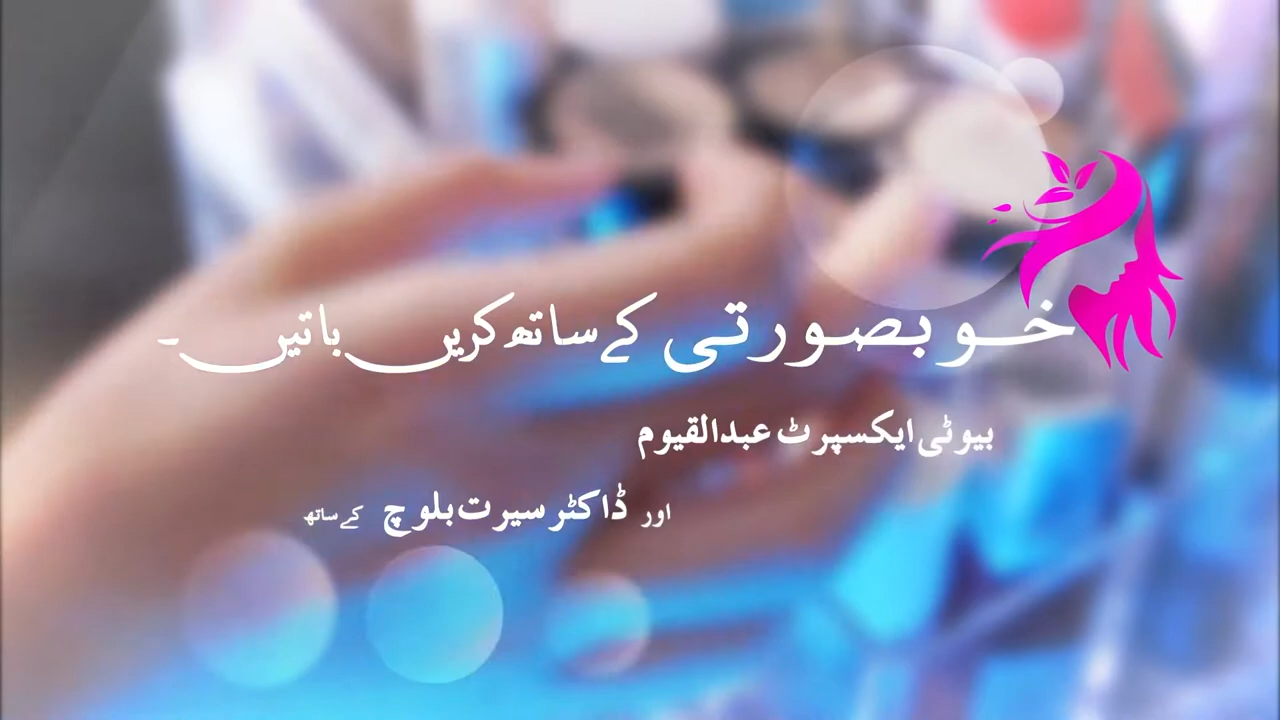 خوبصورتی کے ساتھ کریں باتیں۔
بیوٹی ایکسپرٹ عبدالقیوم
اور ڈاکٹر سیرت بلوچ کے ساتھ